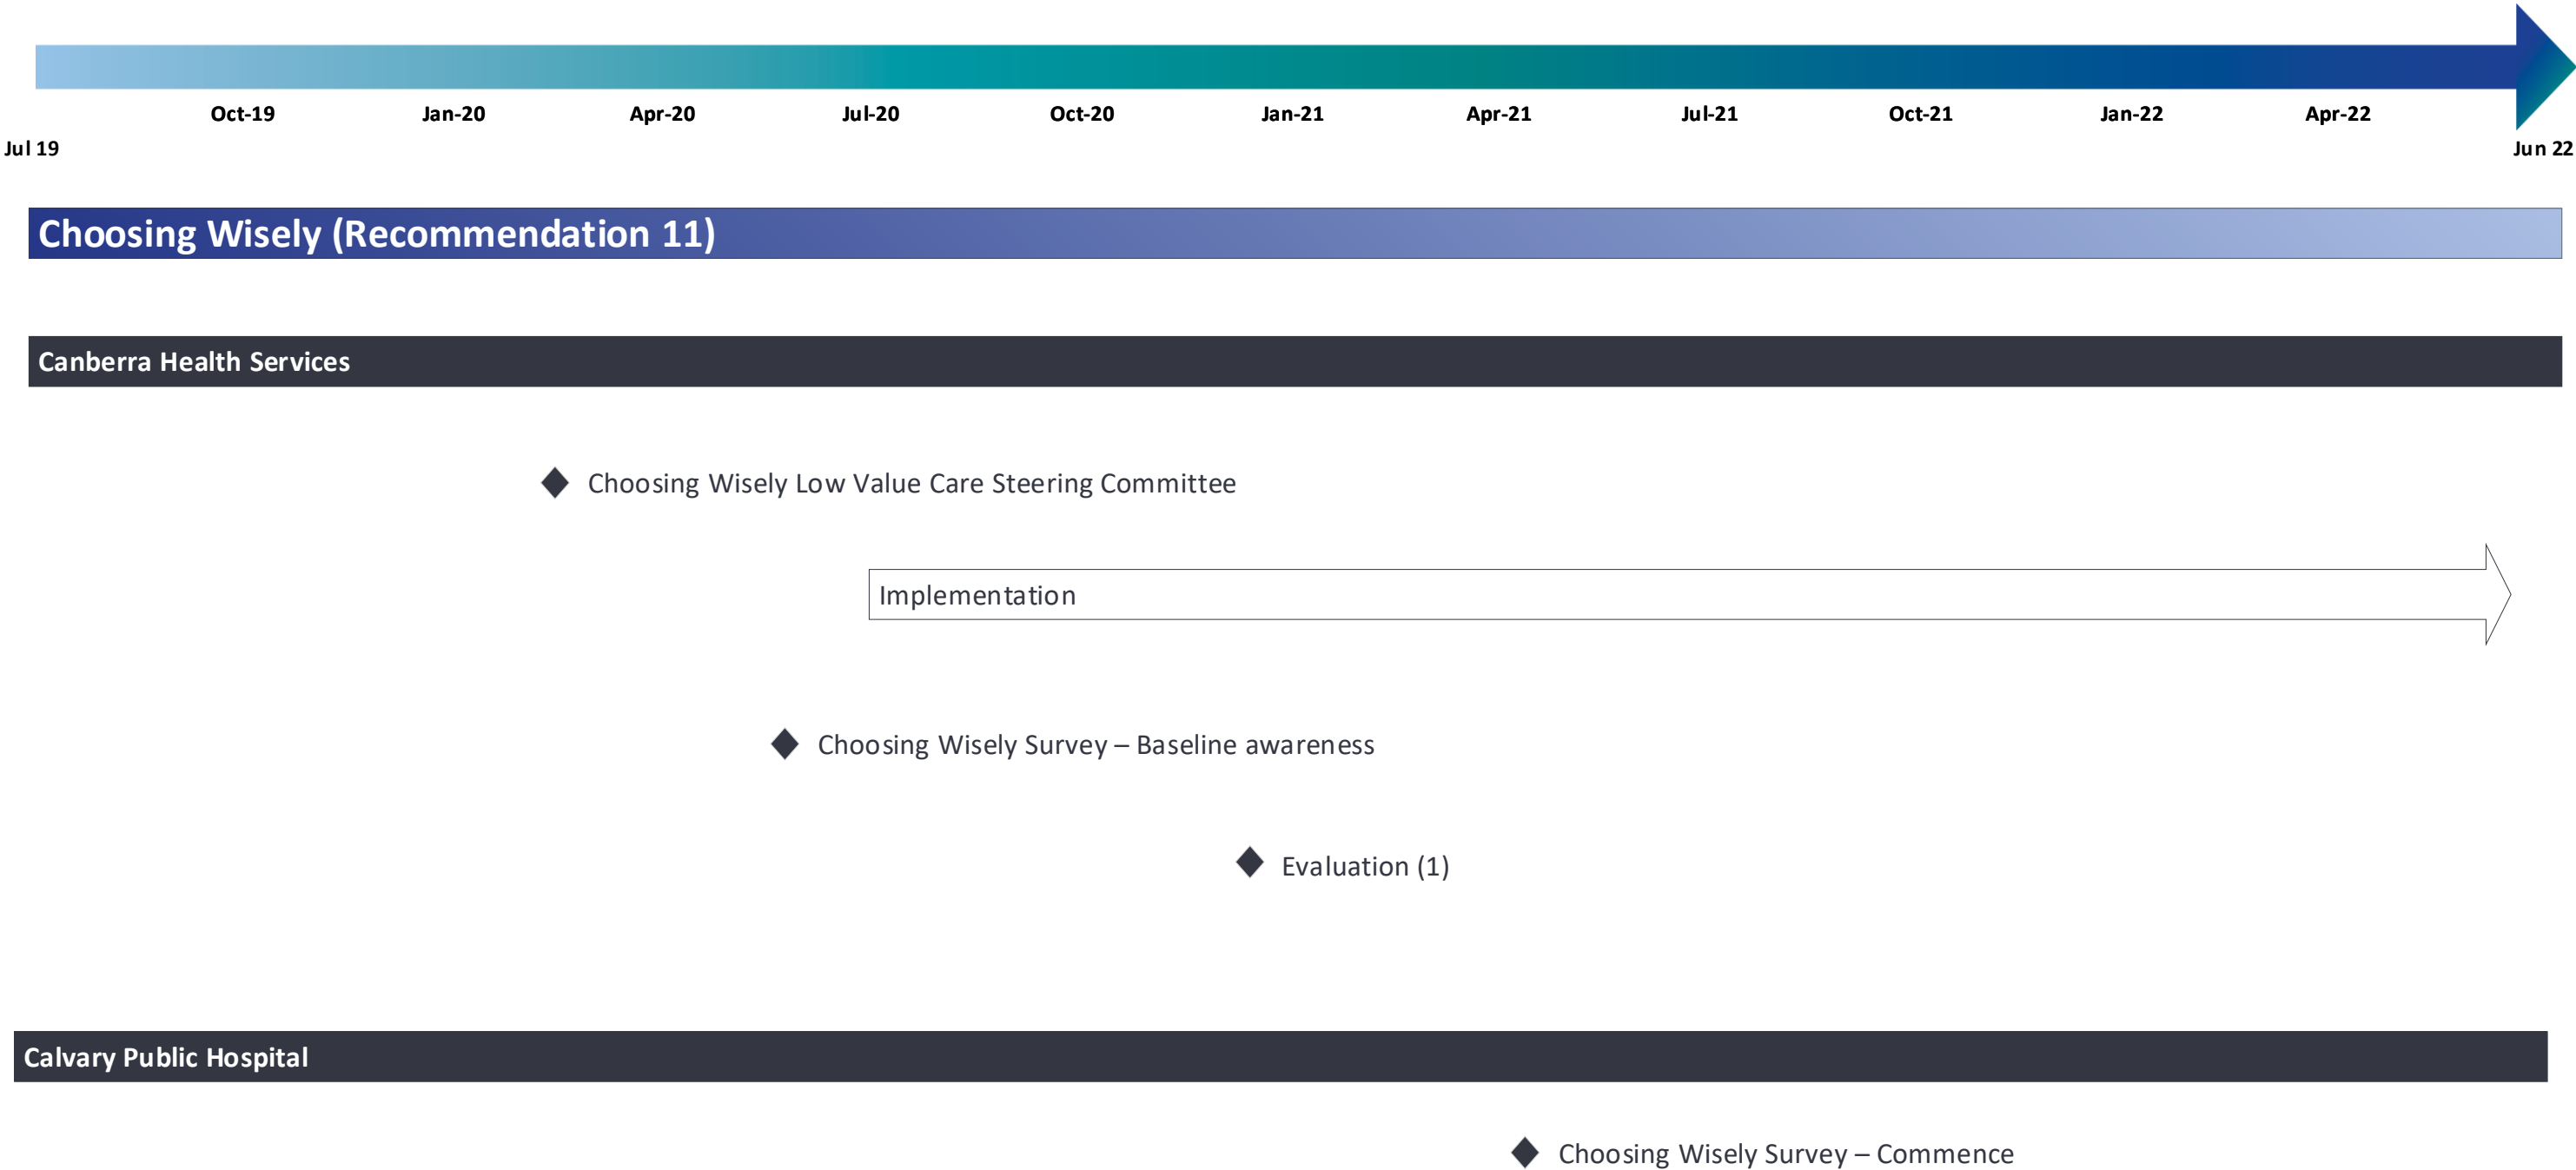 Oct-19 Jan-20 Apr-20 Jul-20 Oct-20 Jan-21 Apr-21 Jul-21 Oct-21 Jan-22 Apr-22
Jul 19 Jun 22
Choosing Wisely (Recommendation 11)
Canberra Health Services
Choosing Wisely Low Value Care Steering Committee
Implementation
Choosing Wisely Survey – Baseline awareness
Evaluation (1)
Calvary Public Hospital
Choosing Wisely Survey – Commence